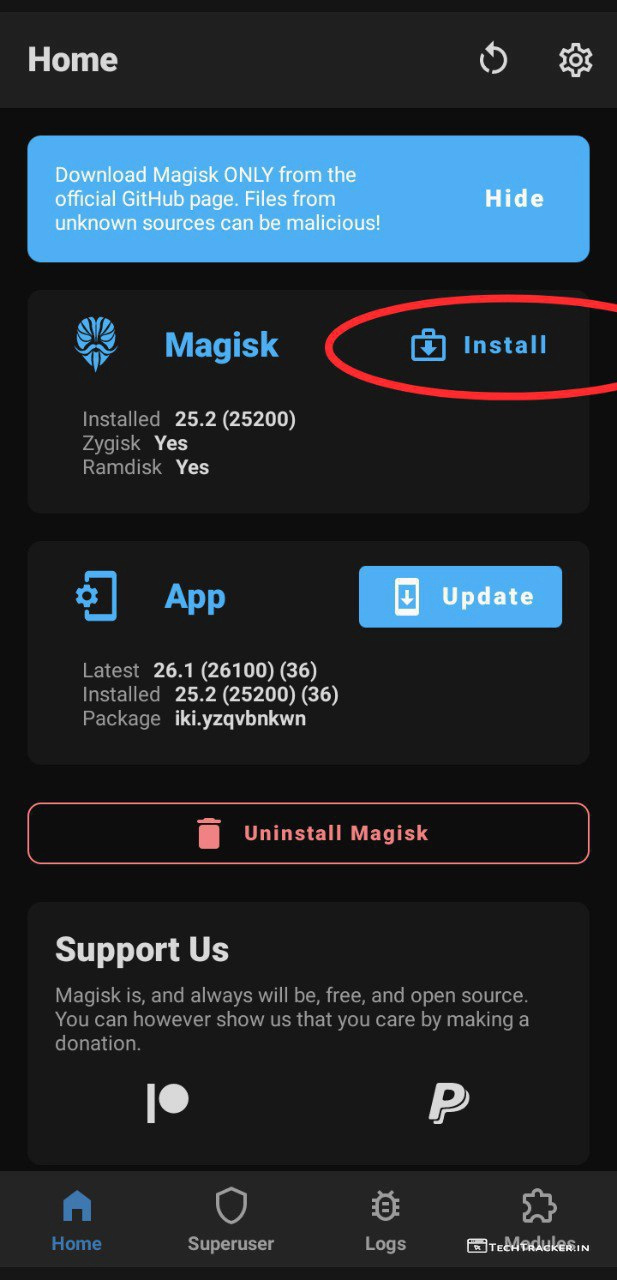 Home
Download Magisk ONLY from the
official GitHub page. Files from
unknown sources can be malicious!
Hide
Magisk
Install
Installed 25.2 (25200)
Zygisk Yes
Ramdisk Yes
App
Update
Latest 26.1 (26100) (36)
Installed 25.2 (25200) (36)
Package iki.yzqvbnkwn
Uninstall Magisk
Support Us
Magisk is, and always will be, free, and open source.
You can however show us that you care by making a
donation.
Home
Superuser
Logs
Modules
TECHTRACKER.IN